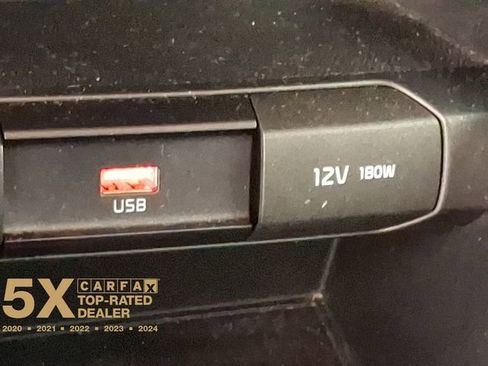 USB
12V 180W
5X
CARFAX
TOP-RATED
DEALER
2020 • 2021 • 2022 • 2023 • 2024